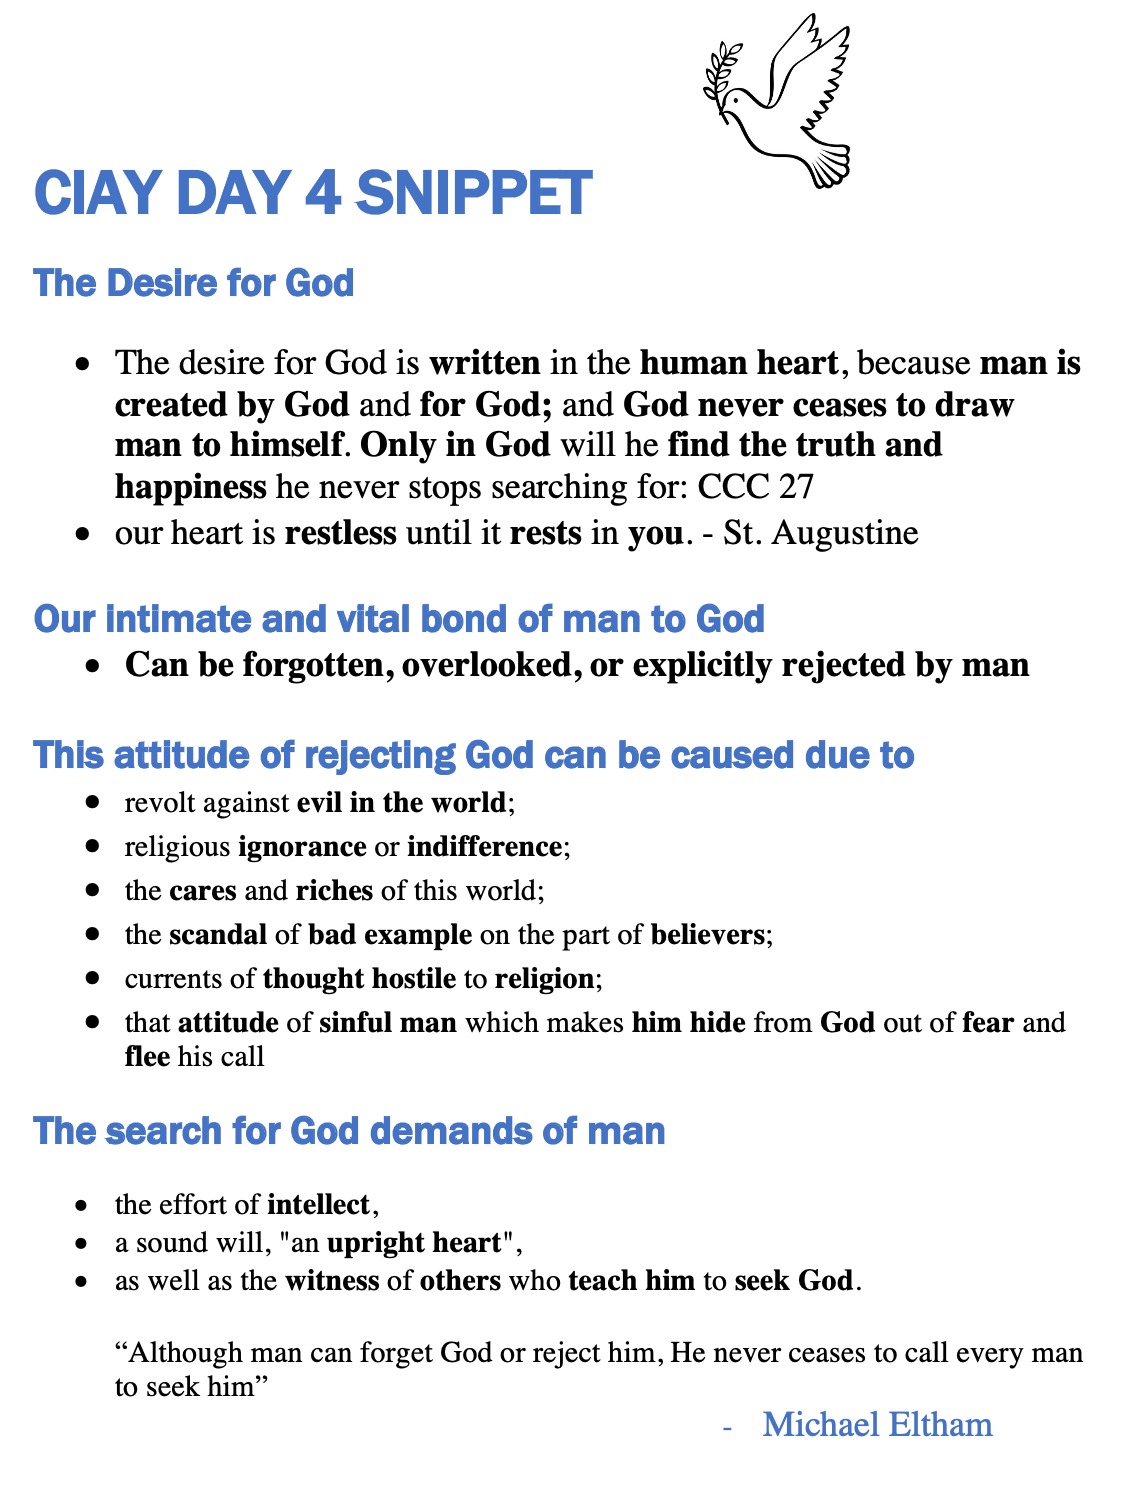 CIAY DAY 4 SNIPPET
The Desire for God
• The desire for God is written in the human heart, because man is
created by God and for God; and God never ceases to draw
man to himself. Only in God will he find the truth and
happiness he never stops searching for: CCC 27
• our heart is restless until it rests in you. - St. Augustine
Our intimate and vital bond of man to God
• Can be forgotten, overlooked, or explicitly rejected by man
This attitude of rejecting God can be caused due to
• revolt against evil in the world;
• religious ignorance or indifference;
• the cares and riches of this world;
• the scandal of bad example on the part of believers;
• currents of thought hostile to religion;
• that attitude of sinful man which makes him hide from God out of fear and
flee his call
The search for God demands of man
• the effort of intellect,
• a sound will, "an upright heart",
• as well as the witness of others who teach him to seek God.
“Although man can forget God or reject him, He never ceases to call every man
to seek him”
- Michael Eltham